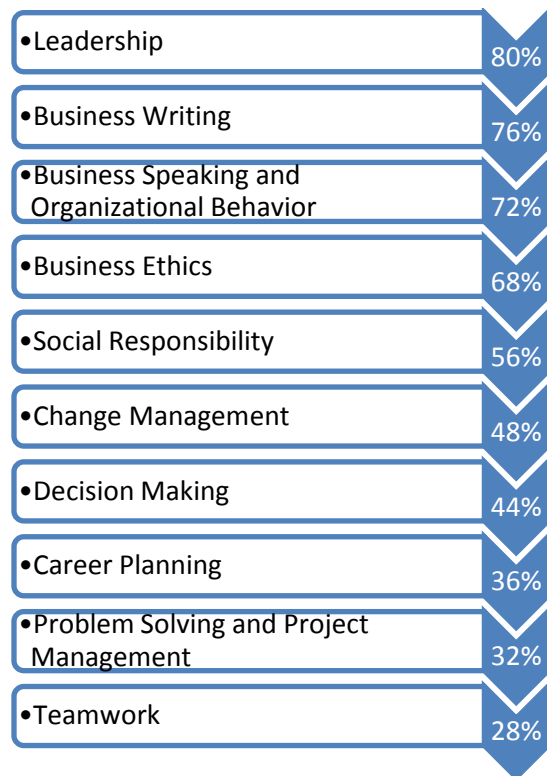 •Leadership
80%
•Business Writing
76%
•Business Speaking and
Organizational Behavior
72%
•Business Ethics
68%
•Social Responsibility
56%
•Change Management
48%
•Decision Making
44%
•Career Planning
36%
•Problem Solving and Project
Management
32%
•Teamwork
28%